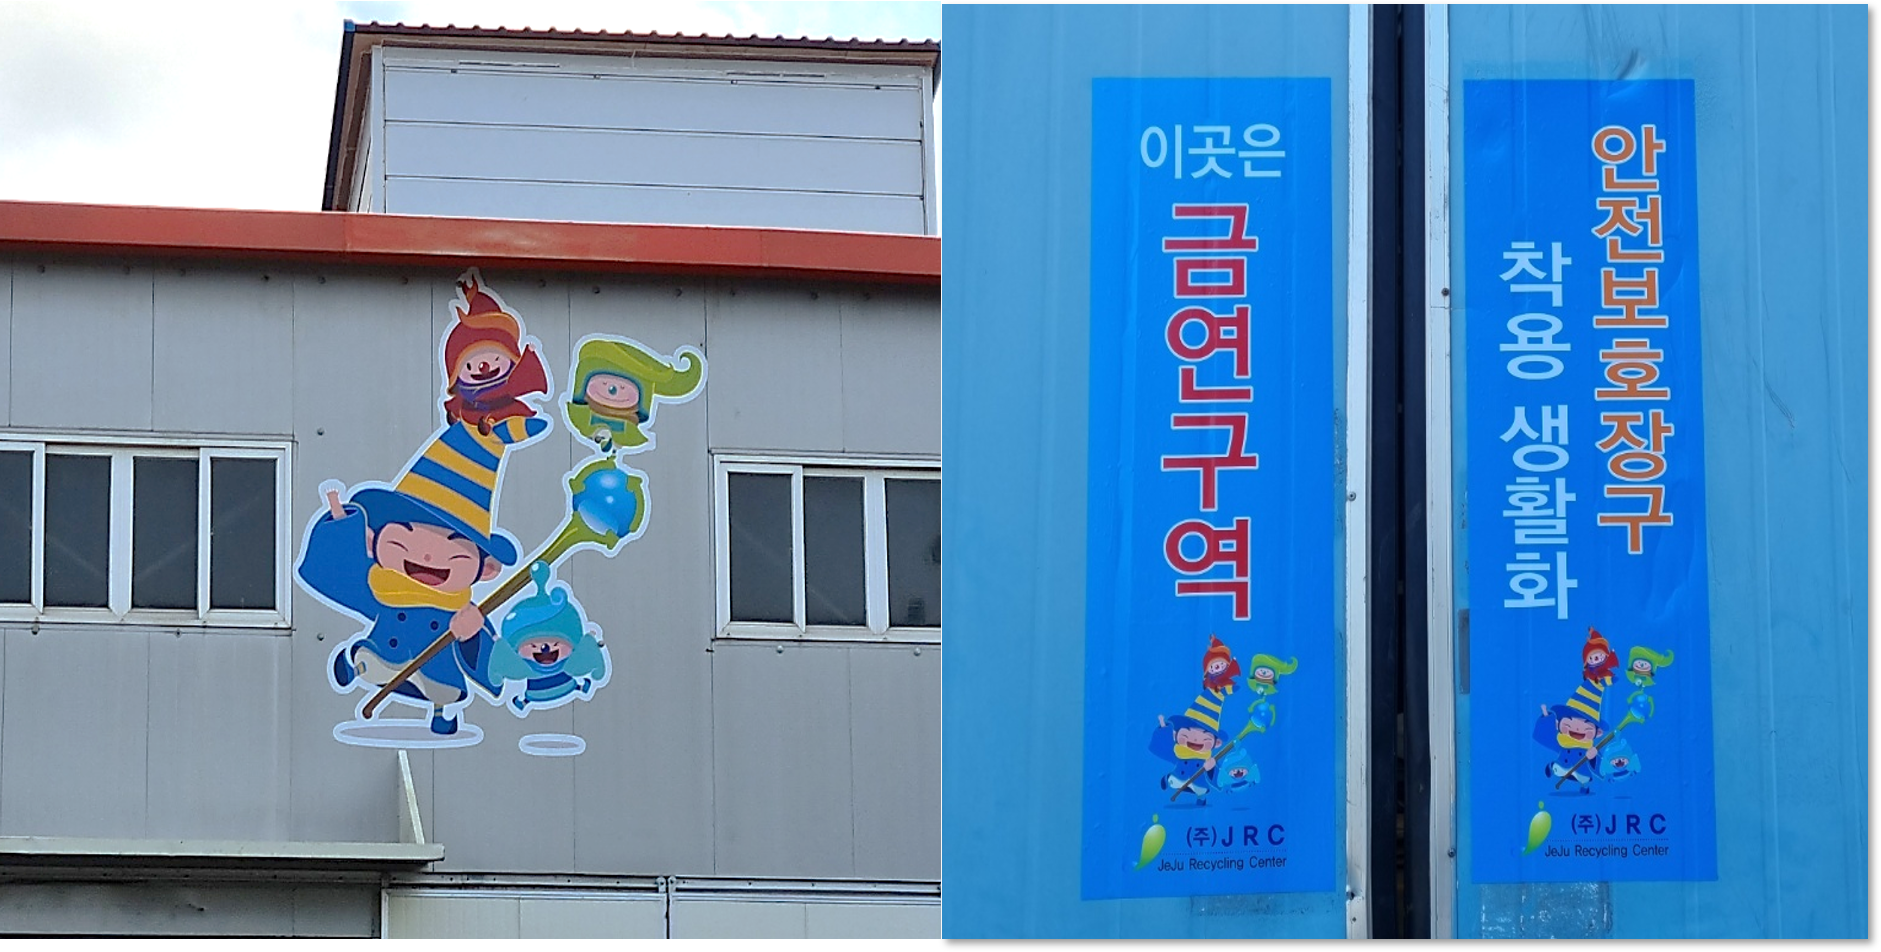 이곳은
금연구역
(주)JRC
JeJu Recycling Center
안전보호장구
착용 생활화
(주)JRC
JeJu Recycling Center